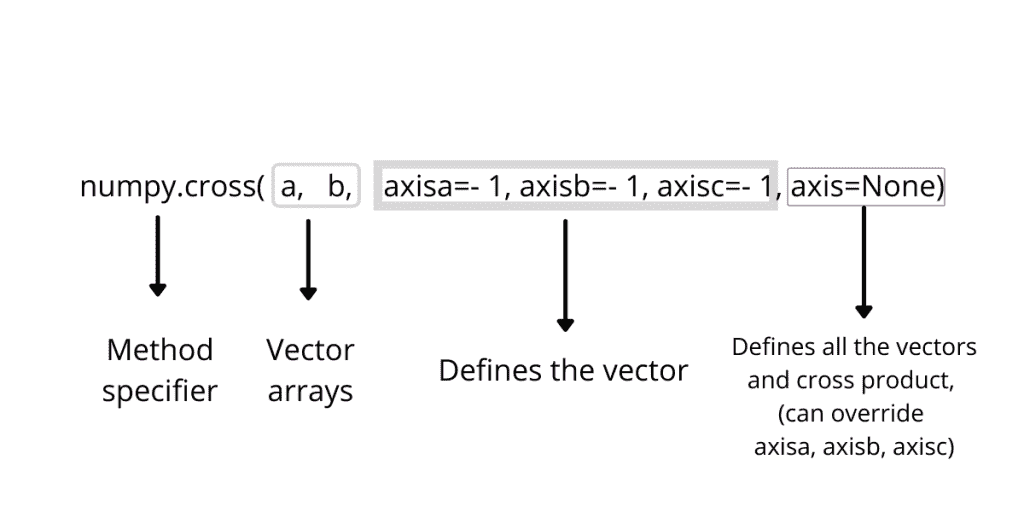 numpy.cross( a, b, axisa=- 1, axisb=- 1, axisc=- 1, axis=None)
Method
specifier
Vector
arrays
Defines the vector
Defines all the vectors
and cross product,
(can override
axisa, axisb, axisc)